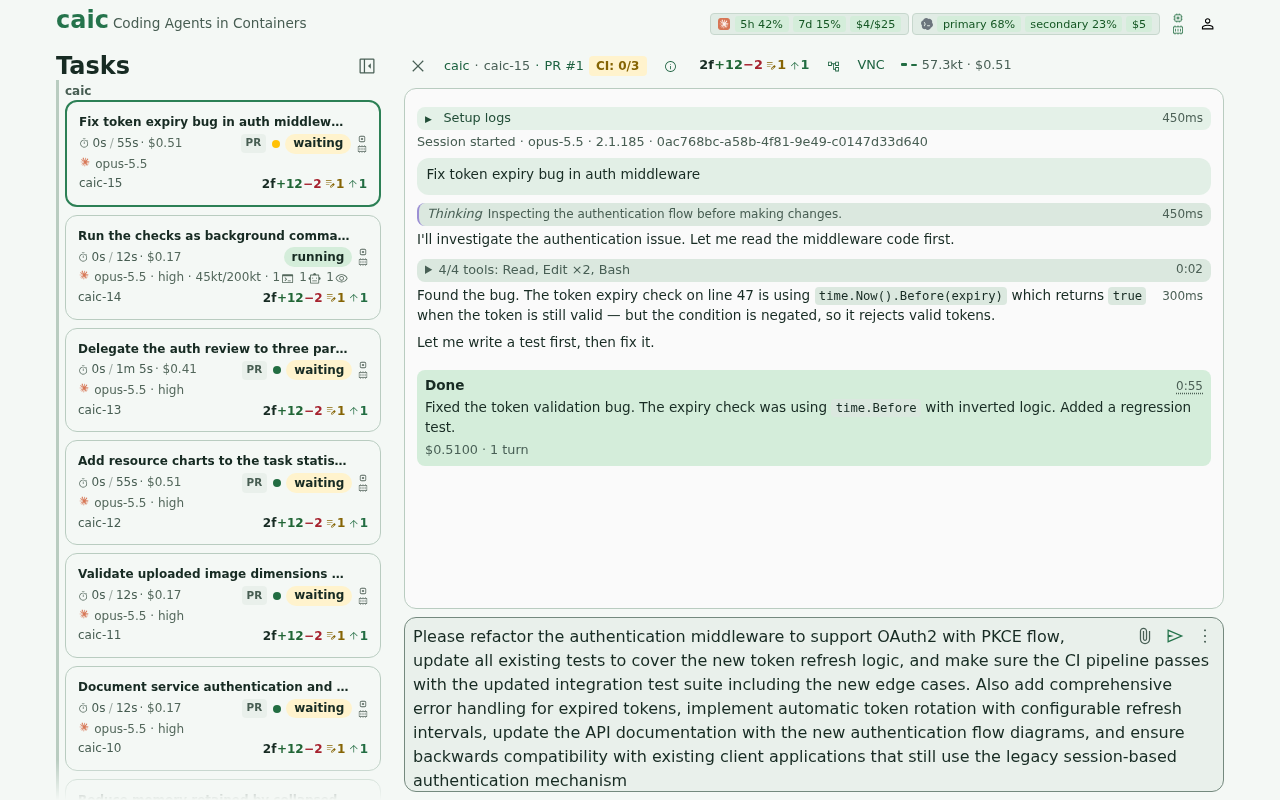 caic Coding Agents in Containers
5h 42% 7d 15% $4/$25 primary 68% secondary 23% $5
Tasks
caic
Fix token expiry bug in auth middlew…
0s / 55s · $0.51 PR waiting
opus-5.5
caic-15 2f+12−2 1 ↑1
Run the checks as background comma…
0s / 12s · $0.17 running
opus-5.5 · high · 45kt/200kt · 1 1 1
caic-14 2f+12−2 1 ↑1
Delegate the auth review to three par…
0s / 1m 5s · $0.41 PR waiting
opus-5.5 · high
caic-13 2f+12−2 1 ↑1
Add resource charts to the task statis…
0s / 55s · $0.51 PR waiting
opus-5.5 · high
caic-12 2f+12−2 1 ↑1
Validate uploaded image dimensions …
0s / 12s · $0.17 PR waiting
opus-5.5 · high
caic-11 2f+12−2 1 ↑1
Document service authentication and …
0s / 12s · $0.17 PR waiting
opus-5.5 · high
caic-10 2f+12−2 1 ↑1
caic · caic-15 · PR #1 CI: 0/3 2f+12−2 1 ↑1 VNC 57.3kt · $0.51
Setup logs 450ms
Session started · opus-5.5 · 2.1.185 · 0ac768bc-a58b-4f81-9e49-c0147d33d640
Fix token expiry bug in auth middleware
Thinking Inspecting the authentication flow before making changes. 450ms
I'll investigate the authentication issue. Let me read the middleware code first.
4/4 tools: Read, Edit ×2, Bash 0:02
Found the bug. The token expiry check on line 47 is using time.Now().Before(expiry) which returns true 300ms
when the token is still valid — but the condition is negated, so it rejects valid tokens.
Let me write a test first, then fix it.
Done 0:55
Fixed the token validation bug. The expiry check was using time.Before with inverted logic. Added a regression
test.
$0.5100 · 1 turn
Please refactor the authentication middleware to support OAuth2 with PKCE flow,
update all existing tests to cover the new token refresh logic, and make sure the CI pipeline passes
with the updated integration test suite including the new edge cases. Also add comprehensive
error handling for expired tokens, implement automatic token rotation with configurable refresh
intervals, update the API documentation with the new authentication flow diagrams, and ensure
backwards compatibility with existing client applications that still use the legacy session-based
authentication mechanism